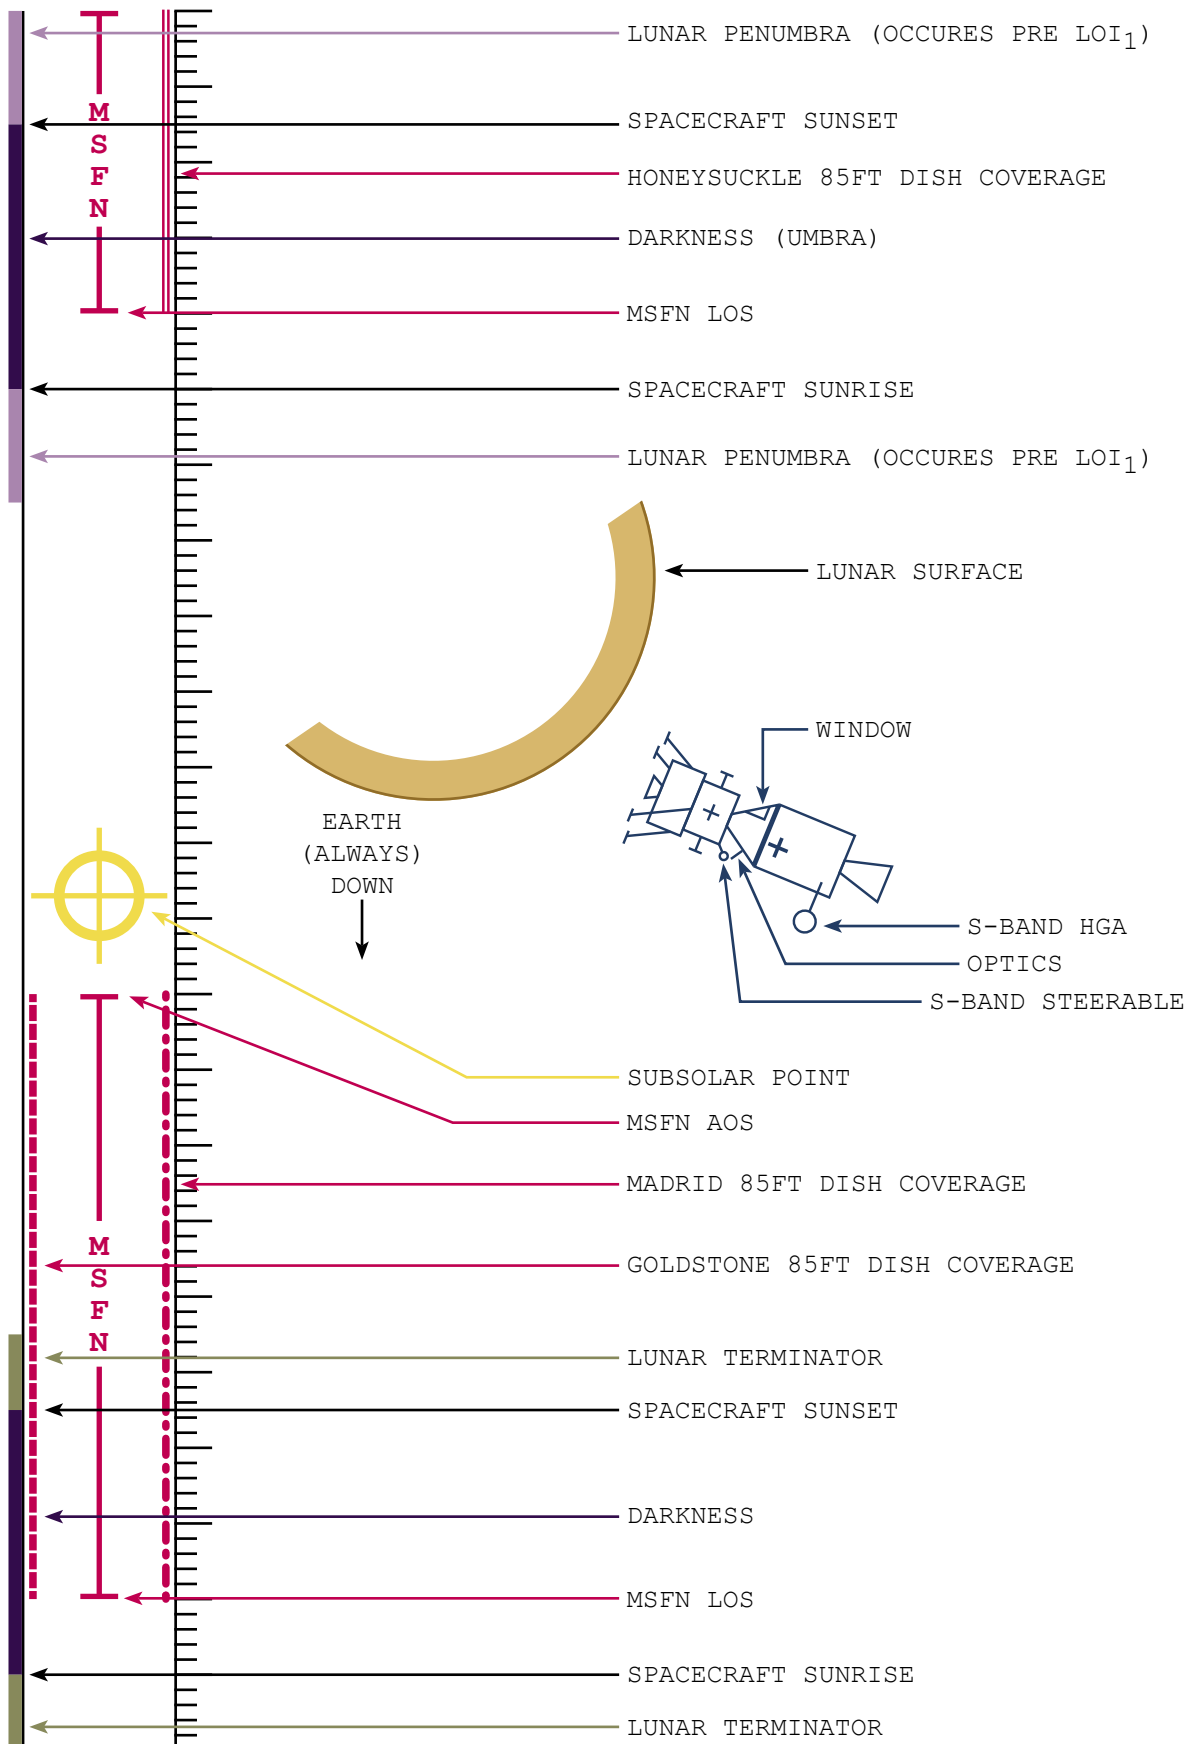 LUNAR PENUMBRA (OCCURES PRE LOI1)
M
S
F
N
SPACECRAFT SUNSET
HONEYSUCKLE 85FT DISH COVERAGE
DARKNESS (UMBRA)
MSFN LOS
SPACECRAFT SUNRISE
LUNAR PENUMBRA (OCCURES PRE LOI1)
LUNAR SURFACE
WINDOW
EARTH
(ALWAYS)
DOWN
S-BAND HGA
OPTICS
S-BAND STEERABLE
SUBSOLAR POINT
MSFN AOS
MADRID 85FT DISH COVERAGE
M
S
F
N
GOLDSTONE 85FT DISH COVERAGE
LUNAR TERMINATOR
SPACECRAFT SUNSET
DARKNESS
MSFN LOS
SPACECRAFT SUNRISE
LUNAR TERMINATOR